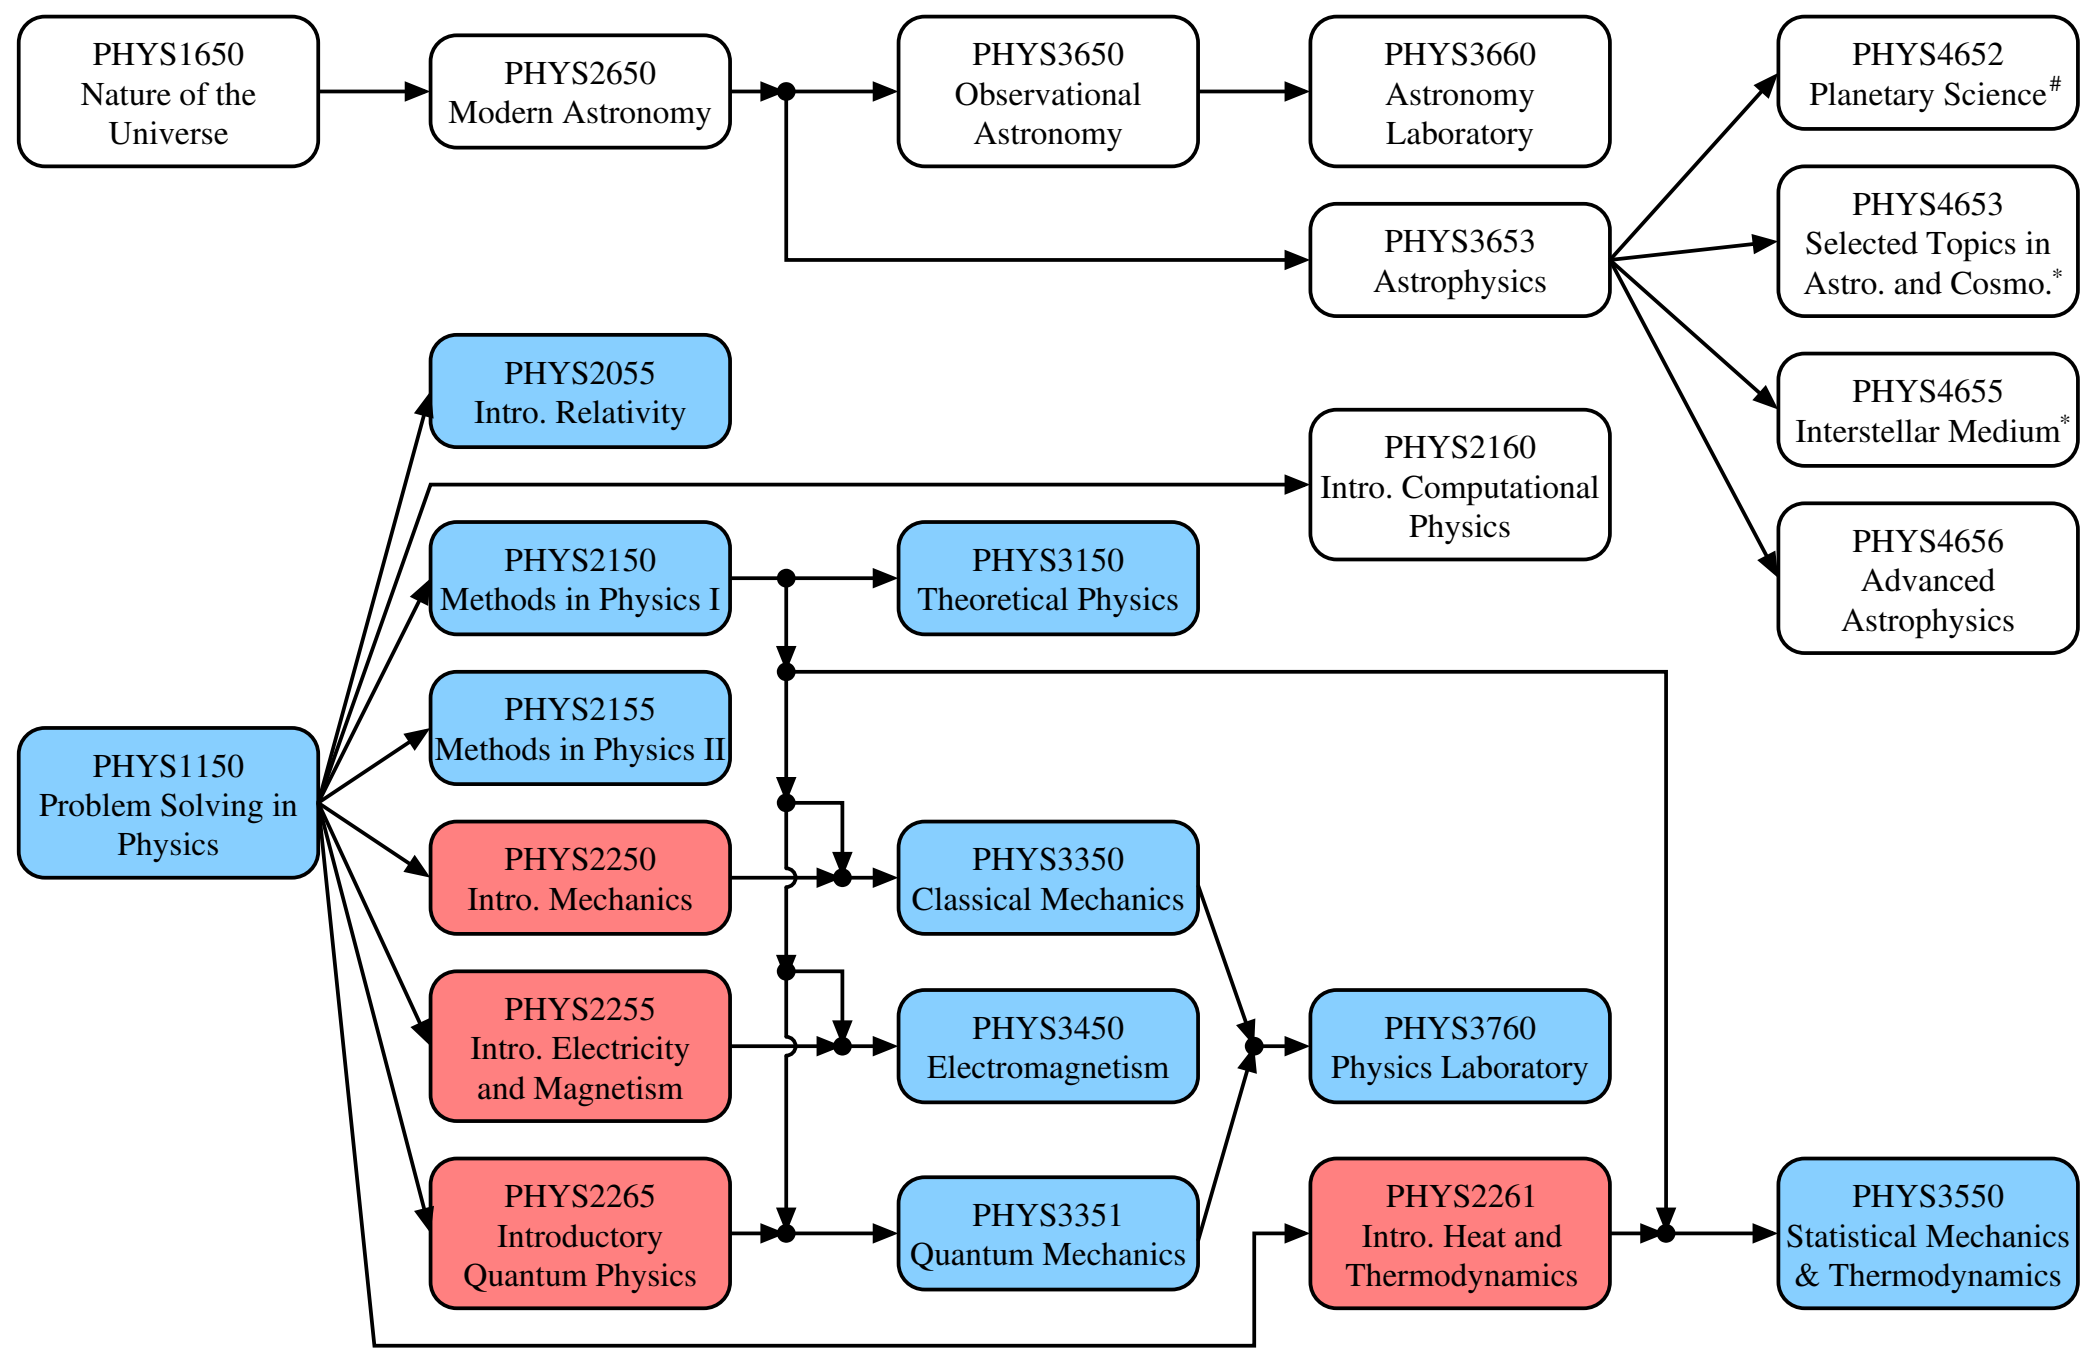 PHYS1650
Nature of the
Universe
PHYS2650
Modern Astronomy
PHYS3650
Observational
Astronomy
PHYS3660
Astronomy
Laboratory
PHYS4652
Planetary Science#
PHYS3653
Astrophysics
PHYS4653
Selected Topics in
Astro. and Cosmo.*
PHYS4655
Interstellar Medium*
PHYS4656
Advanced
Astrophysics
PHYS2055
Intro. Relativity
PHYS2160
Intro. Computational
Physics
PHYS2150
Methods in Physics I
PHYS3150
Theoretical Physics
PHYS2155
Methods in Physics II
PHYS1150
Problem Solving in
Physics
PHYS2250
Intro. Mechanics
PHYS3350
Classical Mechanics
PHYS2255
Intro. Electricity
and Magnetism
PHYS3450
Electromagnetism
PHYS3760
Physics Laboratory
PHYS2265
Introductory
Quantum Physics
PHYS3351
Quantum Mechanics
PHYS2261
Intro. Heat and
Thermodynamics
PHYS3550
Statistical Mechanics
& Thermodynamics